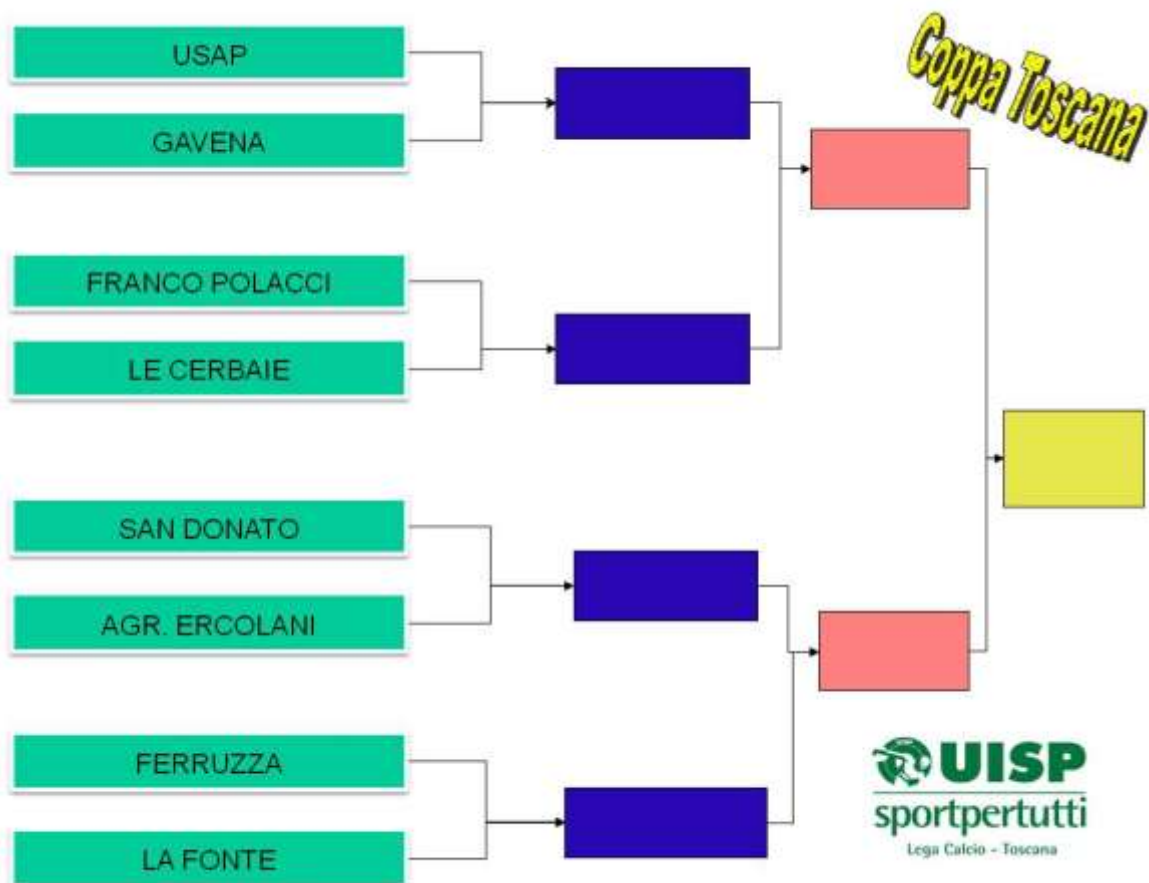 USAP
Coppa Toscana
GAVENA
FRANCO POLACCI
LE CERBAIE
SAN DONATO
AGR. ERCOLANI
FERRUZZA
LA FONTE
UISP
sportpertutti
Lega Calcio - Toscana